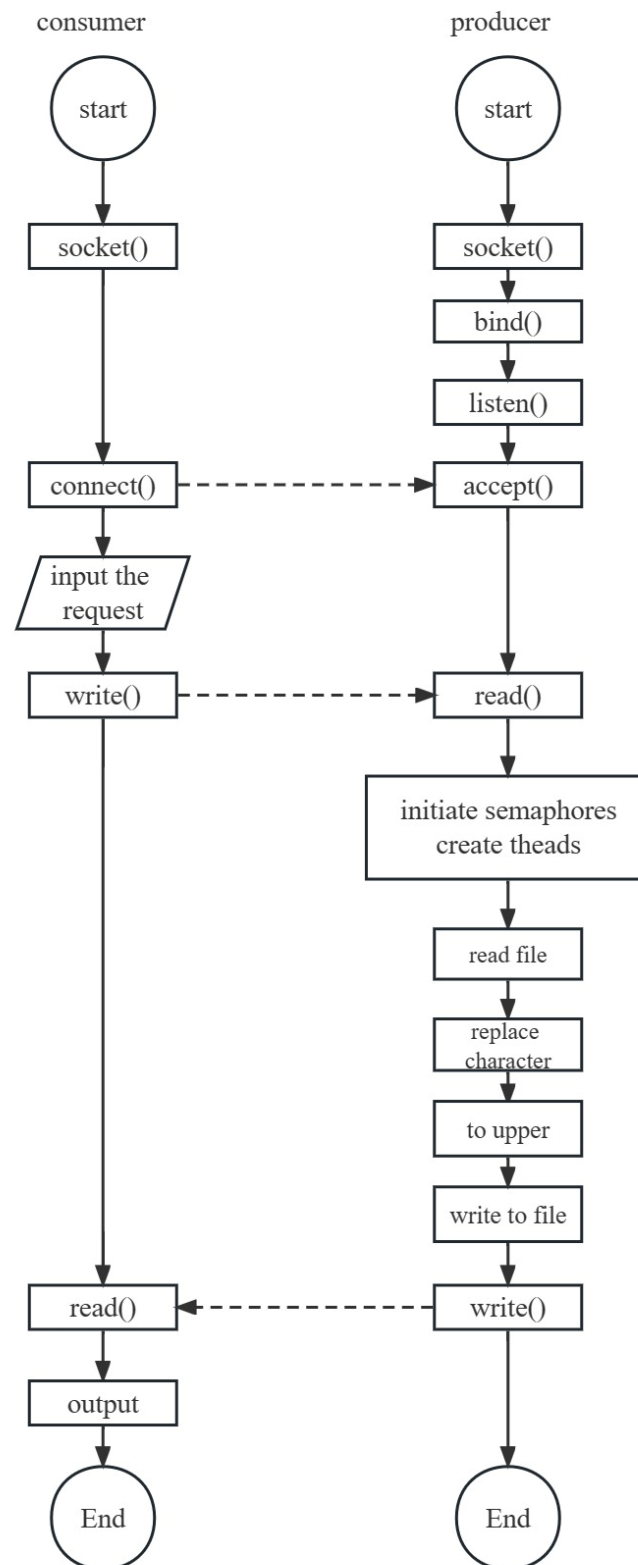 consumer
producer
start
start
socket()
socket()
bind()
listen()
connect()
accept()
input the
request
write()
read()
initiate semaphores
create theads
read file
replace
character
to upper
write to file
read()
write()
output
End
End